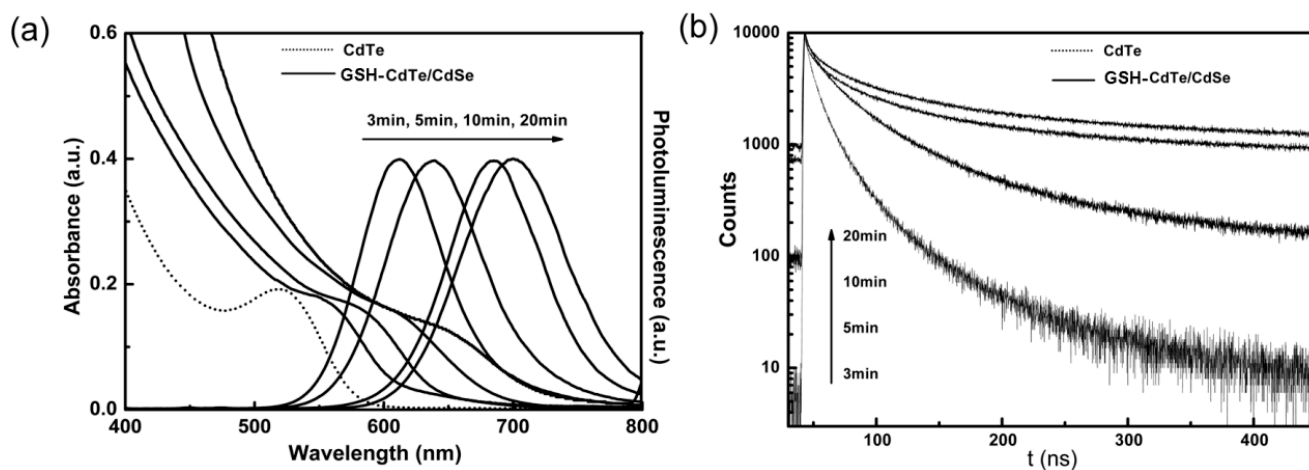 (a)
0.6
0.4
0.2
0.0
Absorbance (a.u.)
CdTe
GSH-CdTe/CdSe
3min, 5min, 10min, 20min
Photoluminescence (a.u.)
400
500
600
700
800
Wavelength (nm)
(b)
10000
1000
100
10
Counts
CdTe
GSH-CdTe/CdSe
20min
10min
5min
3min
100
200
300
400
t (ns)